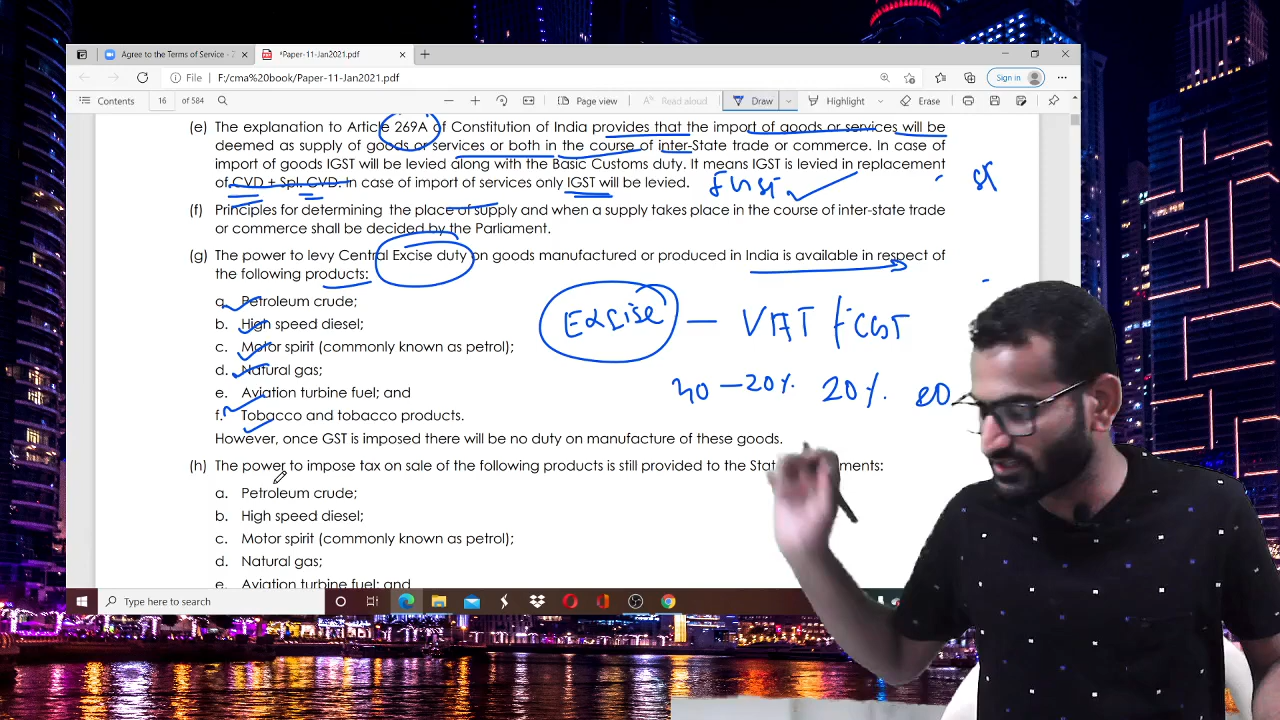 Agree to the Terms of Service - Z
*Paper-11-Jan2021.pdf
File F:/cma%20book/Paper-11-Jan2021.pdf
Sign in
Contents 16 of 584 Page view Read aloud Draw Highlight Erase
(e) The explanation to Article 269A of Constitution of India provides that the import of goods or services will be
deemed as supply of goods or services or both in the course of inter-State trade or commerce. In case of
import of goods IGST will be levied along with the Basic Customs duty. It means IGST is levied in replacement
of CVD + Spl. CVD. In case of import of services only IGST will be levied.
(f) Principles for determining the place of supply and when a supply takes place in the course of inter-state trade
or commerce shall be decided by the Parliament.
(g) The power to levy Central Excise duty on goods manufactured or produced in India is available in respect of
the following products:
a. Petroleum crude;
b. High speed diesel;
c. Motor spirit (commonly known as petrol);
d. Natural gas;
e. Aviation turbine fuel; and
f. Tobacco and tobacco products.
Excise — VAT
40 — 20% 20%
However, once GST is imposed there will be no duty on manufacture of these goods.
(h) The power to impose tax on sale of the following products is still provided to the
a. Petroleum crude;
b. High speed diesel;
c. Motor spirit (commonly known as petrol);
d. Natural gas;
e. Aviation turbine fuel; and
Type here to search